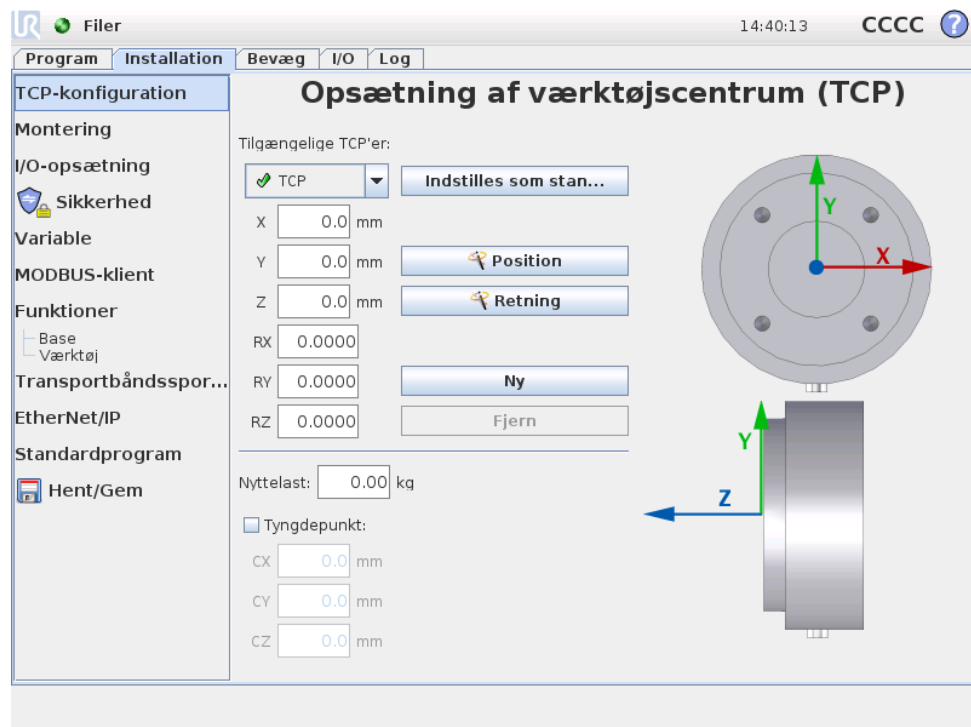 UR Filer 14:40:13 CCCC ?
Program Installation Bevæg I/O Log
TCP-konfiguration
Montering
I/O-opsætning
Sikkerhed
Variable
MODBUS-klient
Funktioner
Base
Værktøj
Transportbåndsspor...
EtherNet/IP
Standardprogram
Hent/Gem
Opsætning af værktøjscentrum (TCP)
Tilgængelige TCP'er:
TCP Indstilles som stan...
X 0.0 mm
Y 0.0 mm Position
Z 0.0 mm Retning
RX 0.0000
RY 0.0000 Ny
RZ 0.0000 Fjern
Nyttelast: 0.00 kg
Tyngdepunkt:
CX 0.0 mm
CY 0.0 mm
CZ 0.0 mm
Y
X
Y
Z